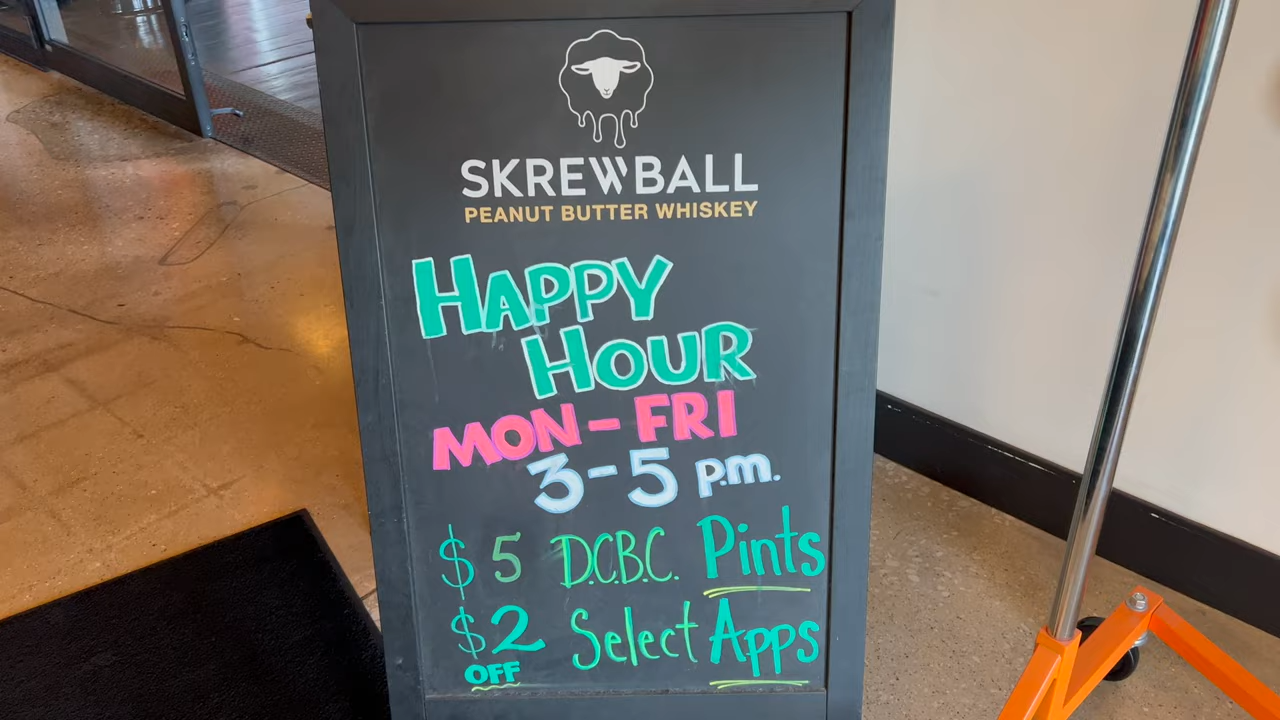 SKREWBALL
PEANUT BUTTER WHISKEY
HAPPY
HOUR
MON-FRI
3-5 p.m.
$5 D.C.B.C. Pints
$2 Select Apps
OFF